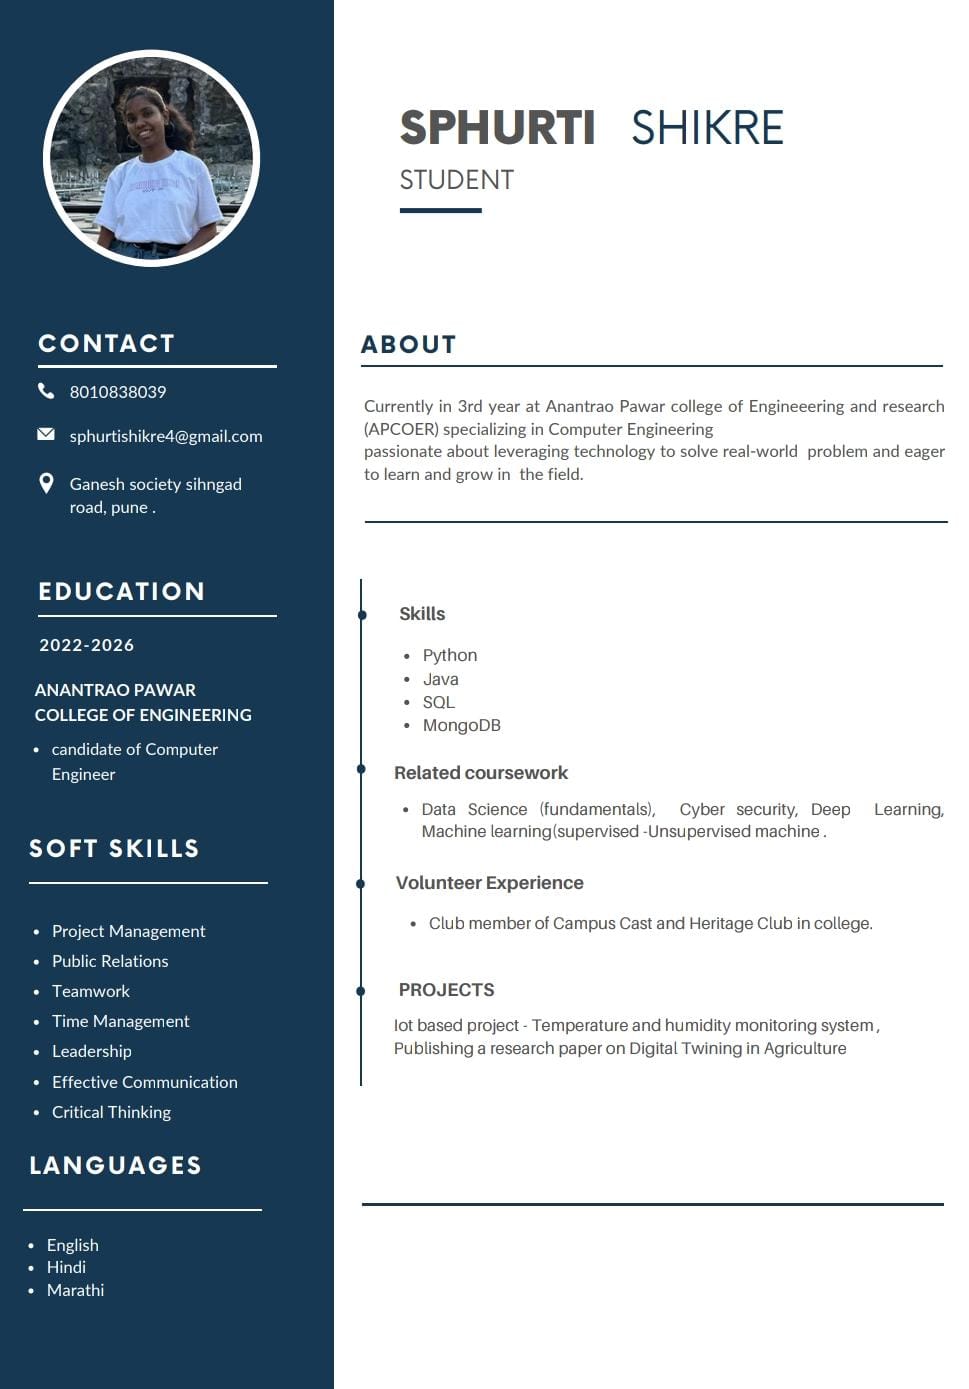 SPHURTI SHIKRE
STUDENT
CONTACT
8010838039
sphurtishikre4@gmail.com
Ganesh society sihngad
road, pune .
EDUCATION
2022-2026
ANANTRAO PAWAR
COLLEGE OF ENGINEERING
• candidate of Computer
Engineer
SOFT SKILLS
• Project Management
• Public Relations
• Teamwork
• Time Management
• Leadership
• Effective Communication
• Critical Thinking
LANGUAGES
• English
• Hindi
• Marathi
ABOUT
Currently in 3rd year at Anantrao Pawar college of Engineeering and research
(APCOER) specializing in Computer Engineering
passionate about leveraging technology to solve real-world problem and eager
to learn and grow in the field.
Skills
• Python
• Java
• SQL
• MongoDB
Related coursework
• Data Science (fundamentals), Cyber security, Deep Learning,
Machine learning(supervised -Unsupervised machine .
Volunteer Experience
• Club member of Campus Cast and Heritage Club in college.
PROJECTS
Iot based project - Temperature and humidity monitoring system ,
Publishing a research paper on Digital Twining in Agriculture